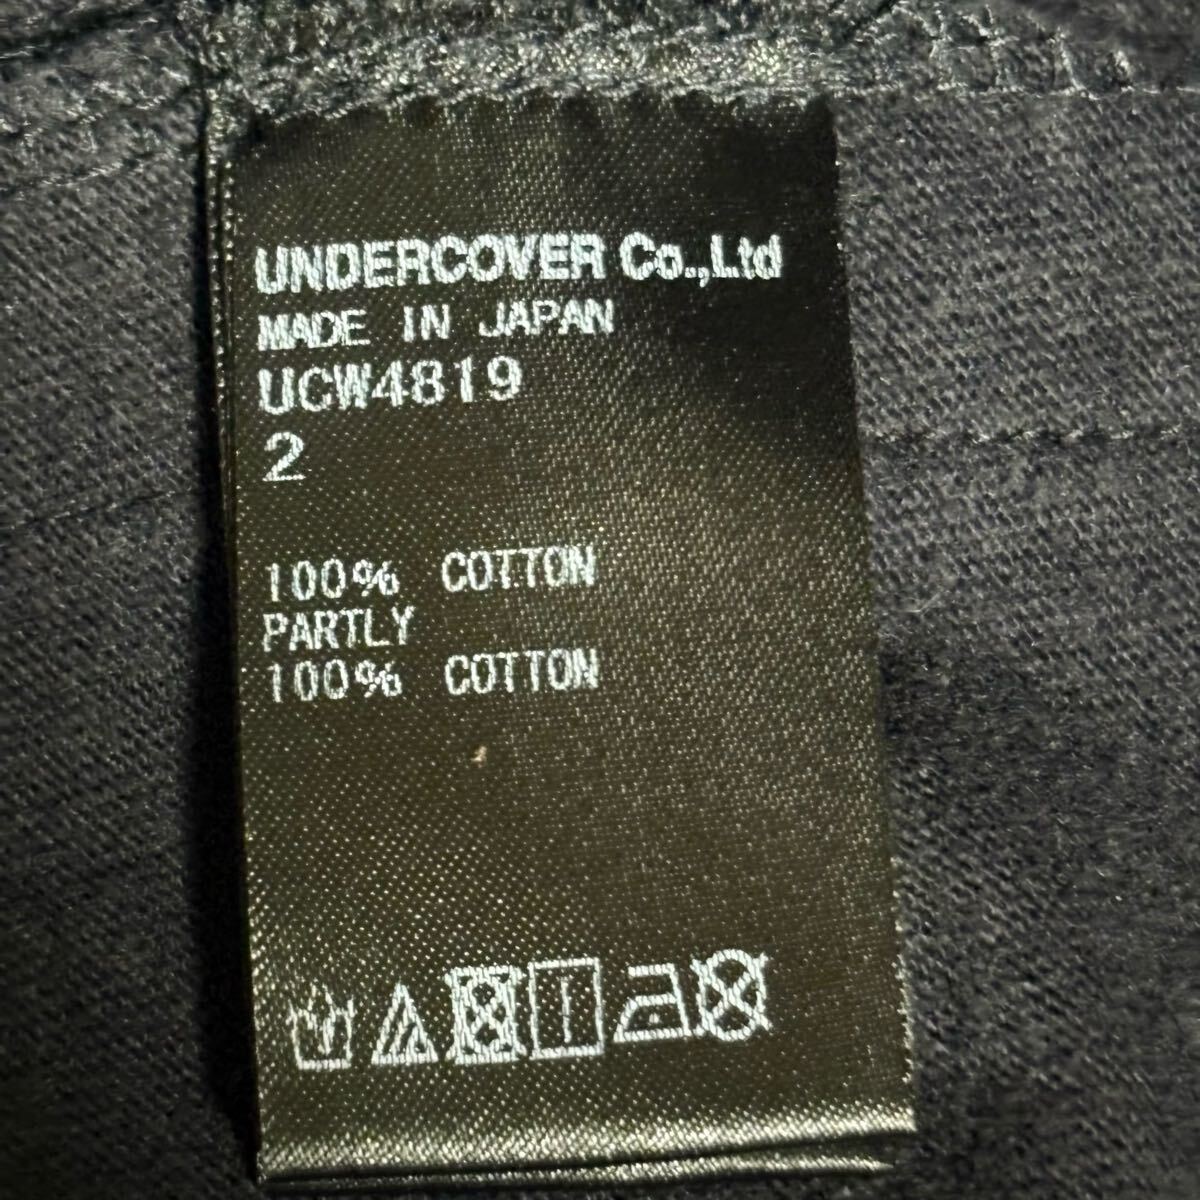 UNDERCOVER Co.,Ltd
MADE IN JAPAN
UCW4819
2
100% COTTON
PARTLY
100% COTTON